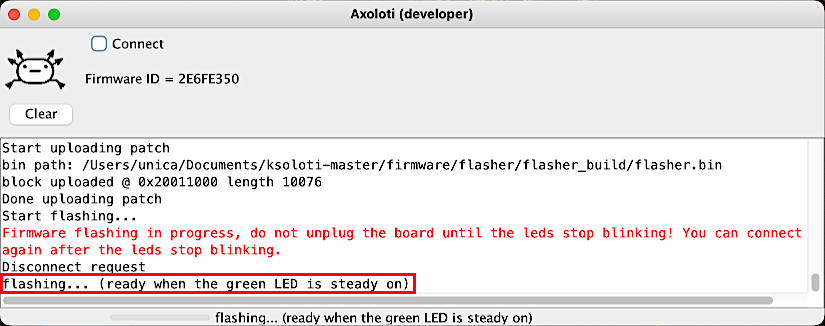 Axoloti (developer)
Connect
Firmware ID = 2E6FE350
Clear
Start uploading patch
bin path: /Users/unica/Documents/ksoloti-master/firmware/flasher/flasher_build/flasher.bin
block uploaded @ 0x20011000 length 10076
Done uploading patch
Start flashing...
Firmware flashing in progress, do not unplug the board until the leds stop blinking! You can connect
again after the leds stop blinking.
Disconnect request
flashing... (ready when the green LED is steady on)
flashing... (ready when the green LED is steady on)